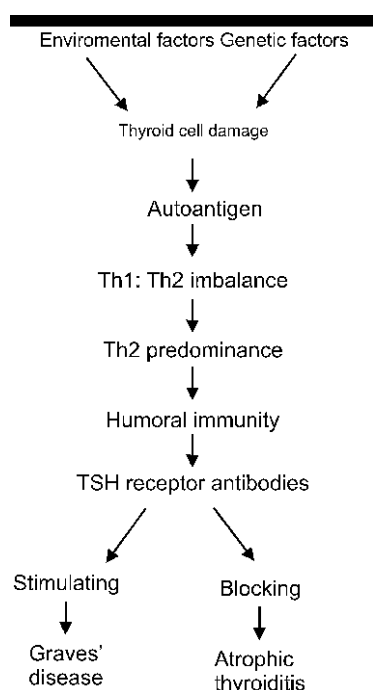 Enviromental factors Genetic factors
Thyroid cell damage
Autoantigen
Th1: Th2 imbalance
Th2 predominance
Humoral immunity
TSH receptor antibodies
Stimulating
Blocking
Graves'
disease
Atrophic
thyroiditis